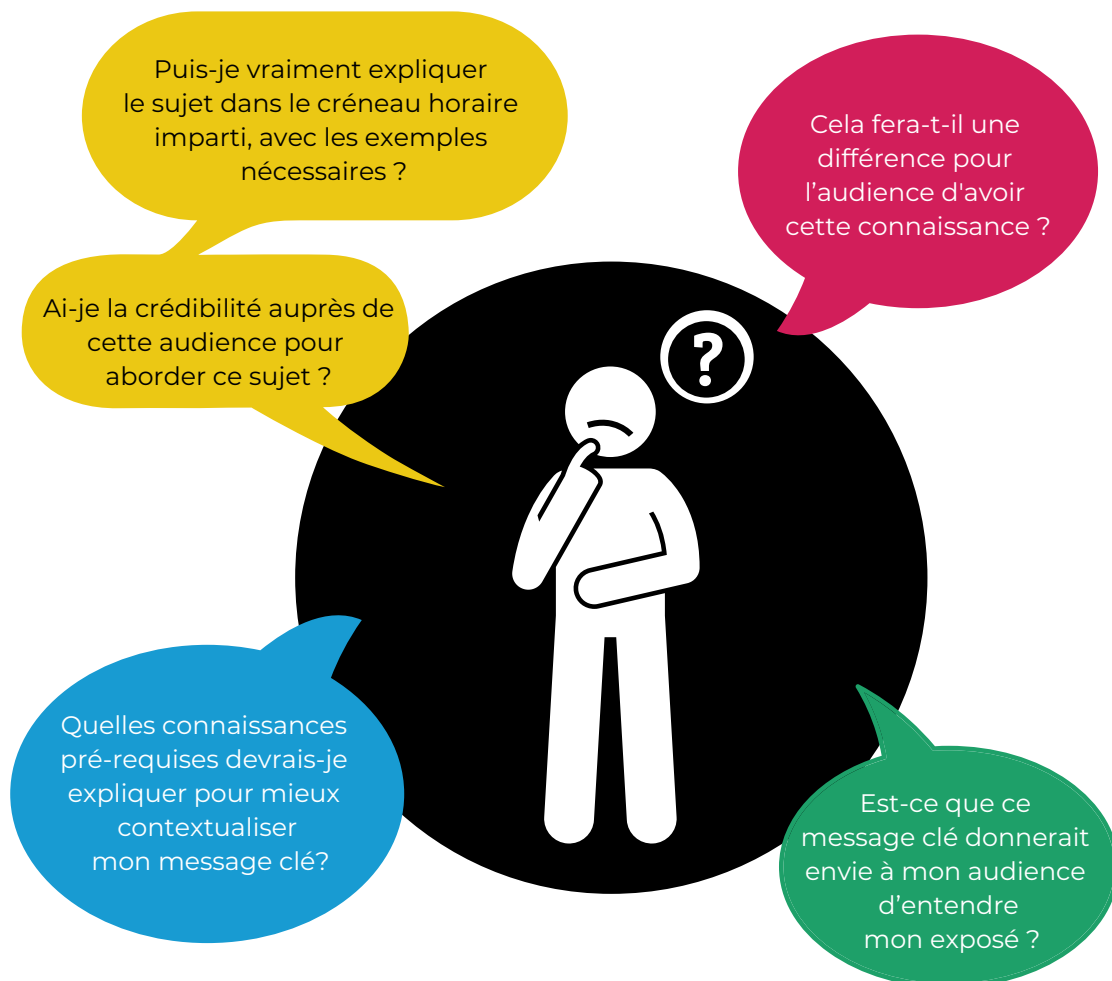 Puis-je vraiment expliquer
le sujet dans le créneau horaire
imparti, avec les exemples
nécessaires ?
Cela fera-t-il une
différence pour
l’audience d'avoir
cette connaissance ?
Ai-je la crédibilité auprès de
cette audience pour
aborder ce sujet ?
?
Quelles connaissances
pré-requises devrais-je
expliquer pour mieux
contextualiser
mon message clé?
Est-ce que ce
message clé donnerait
envie à mon audience
d’entendre
mon exposé ?